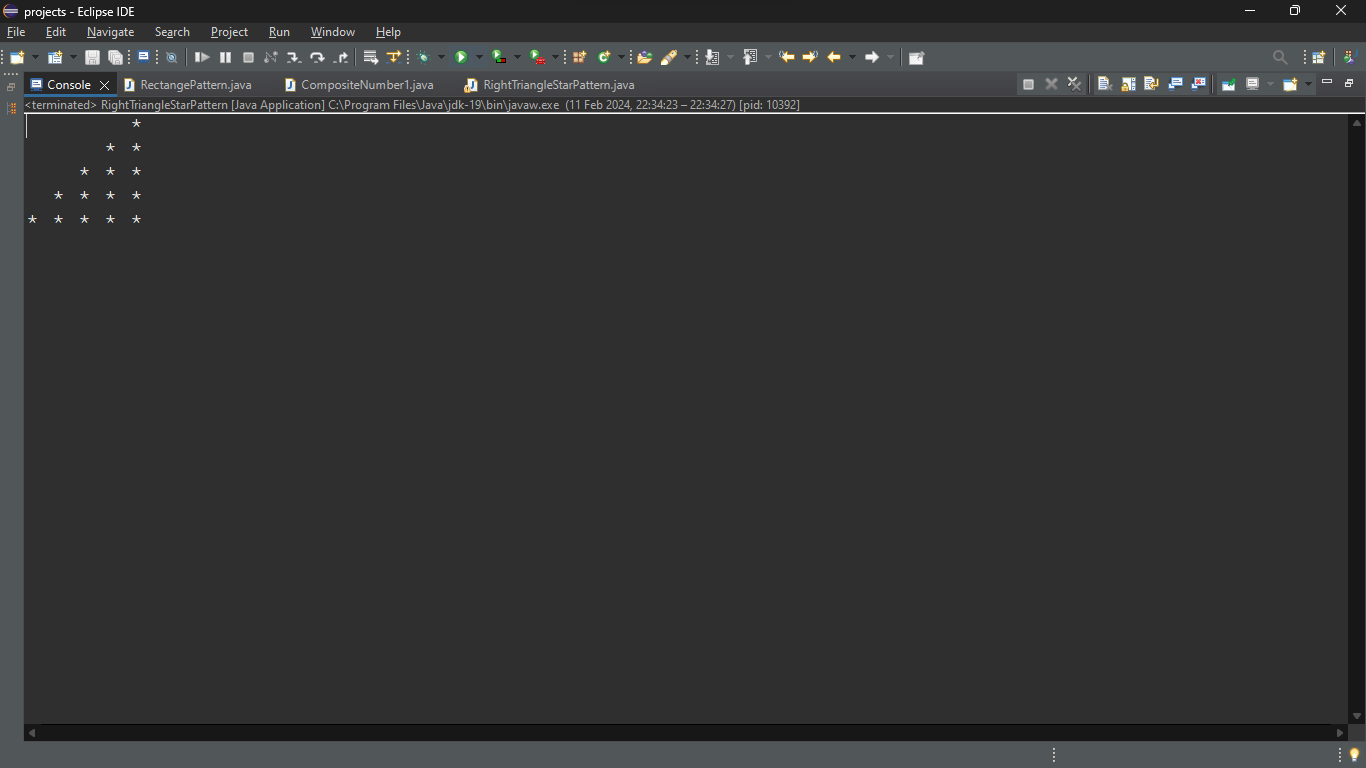 projects - Eclipse IDE
File Edit Navigate Search Project Run Window Help
Console RectangePattern.java CompositeNumber1.java RightTriangleStarPattern.java
<terminated> RightTriangleStarPattern [Java Application] C:\Program Files\Java\jdk-19\bin\javaw.exe (11 Feb 2024, 22:34:23 – 22:34:27) [pid: 10392]
        *
      * *
    * * *
  * * * *
* * * * *